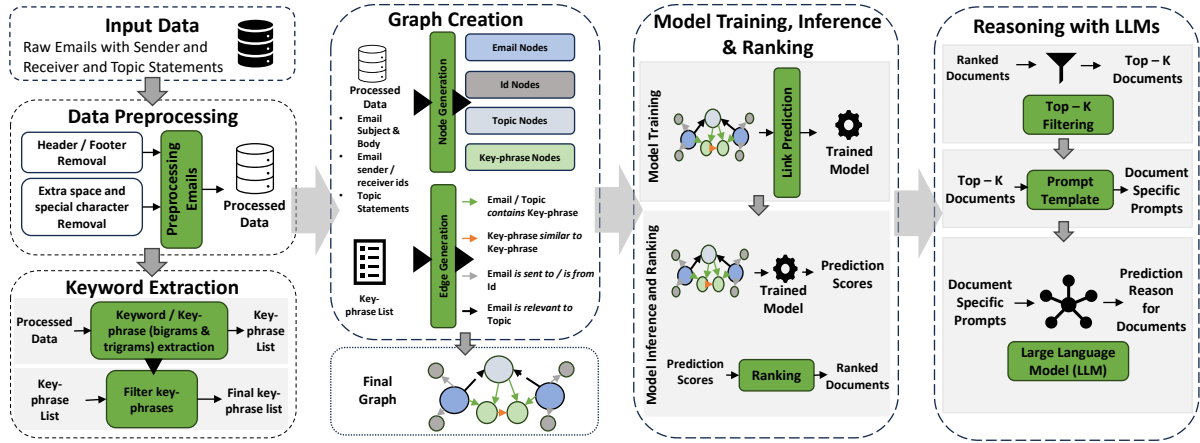 Input Data
Raw Emails with Sender and
Receiver and Topic Statements
Data Preprocessing
Header / Footer
Removal
Extra space and
special character
Removal
Preprocessing
Emails
Processed
Data
Keyword Extraction
Processed
Data
Keyword / Key-
phrase (bigrams &
trigrams) extraction
Key-
phrase
List
Key-
phrase
List
Filter key-
phrases
Final key-
phrase list
Graph Creation
Processed
Data
• Email
Subject &
Body
• Email
sender /
receiver ids
• Topic
Statements
Node Generation
Email Nodes
Id Nodes
Topic Nodes
Key-phrase Nodes
Key-
phrase List
Edge Generation
Email / Topic
contains Key-phrase
Key-phrase similar to
Key-phrase
Email is sent to / is from
Id
Email is relevant to
Topic
Final
Graph
Model Training, Inference
& Ranking
Model Training
Link Prediction
Trained
Model
Model Inference and Ranking
Trained
Model
Prediction
Scores
Prediction
Scores
Ranking
Ranked
Documents
Reasoning with LLMs
Ranked
Documents
Top – K
Documents
Top – K
Filtering
Top – K
Documents
Prompt
Template
Document
Specific
Prompts
Document
Specific
Prompts
Prediction
Reason
for
Documents
Large Language
Model (LLM)